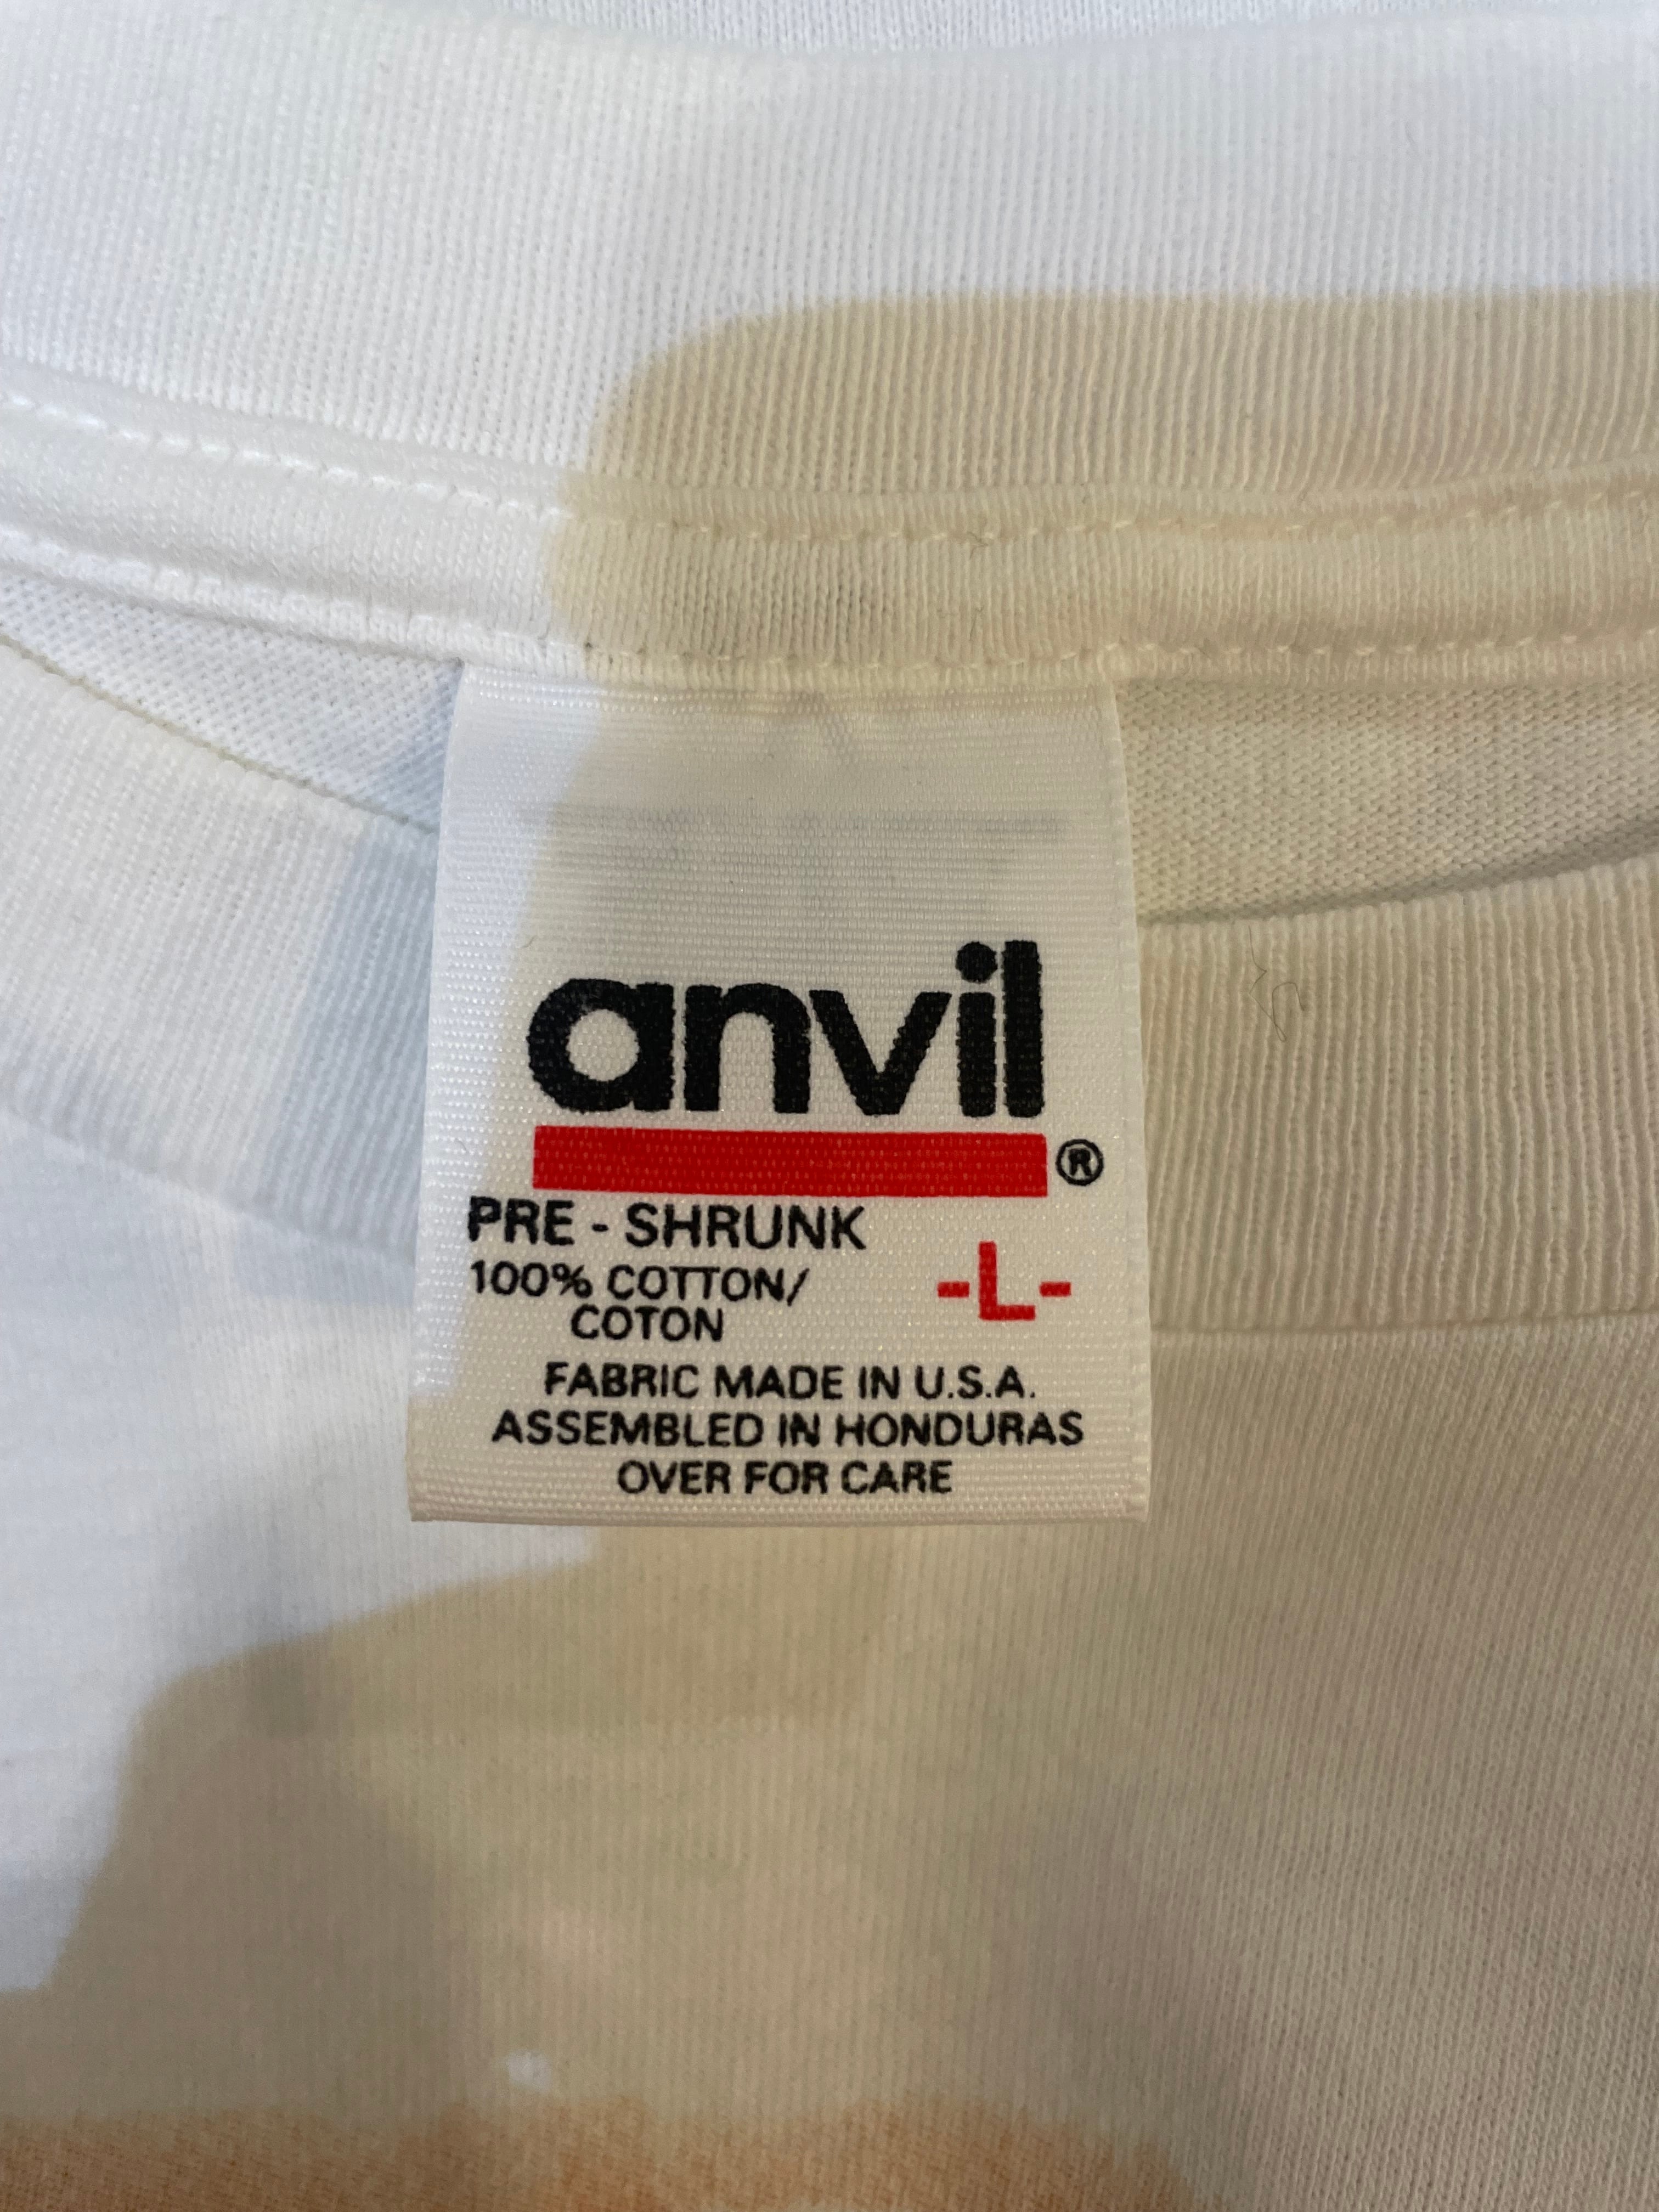 anvil®
PRE - SHRUNK
100% COTTON/
COTON
-L-
FABRIC MADE IN U.S.A.
ASSEMBLED IN HONDURAS
OVER FOR CARE